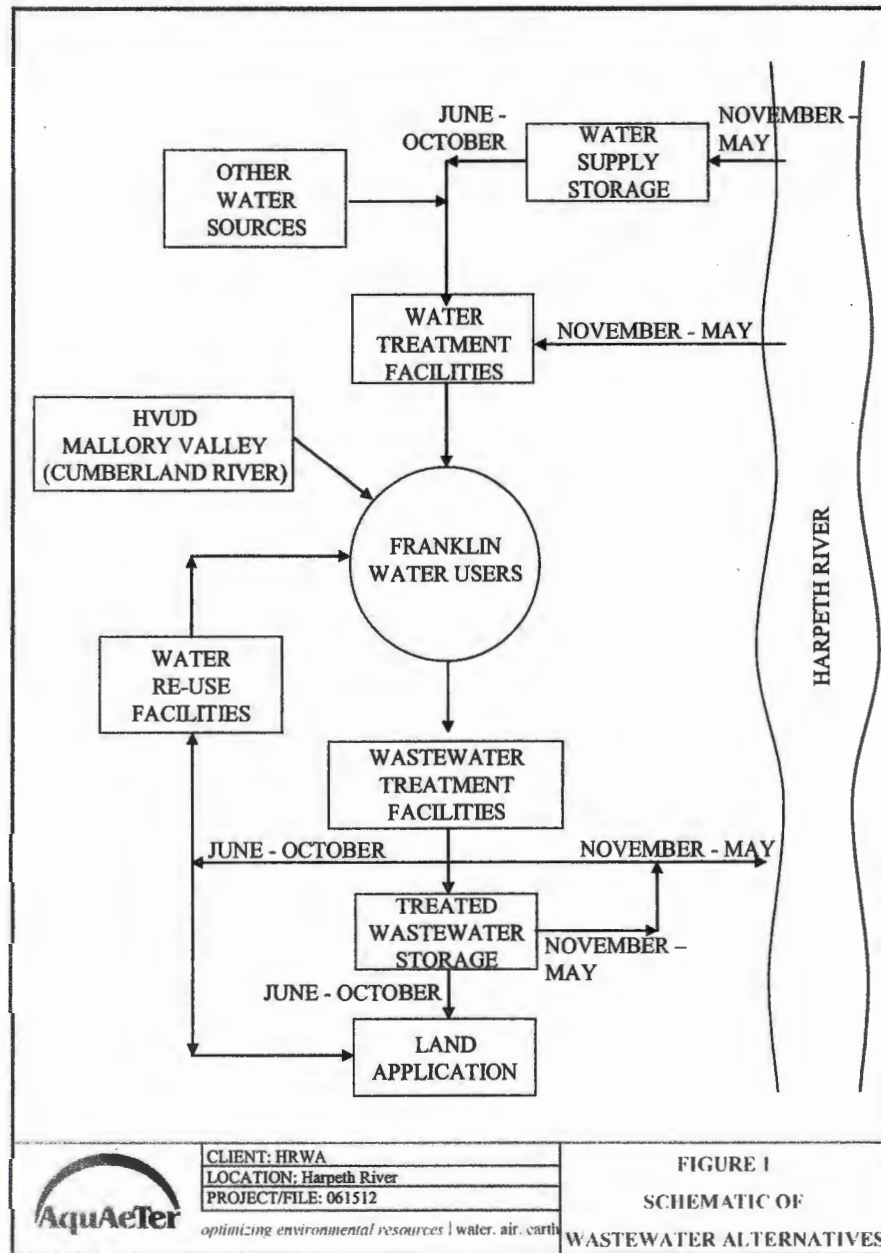 JUNE -
OCTOBER
NOVEMBER -
MAY
WATER
SUPPLY
STORAGE
OTHER
WATER
SOURCES
WATER
TREATMENT
FACILITIES
NOVEMBER - MAY
HVUD
MALLORY VALLEY
(CUMBERLAND RIVER)
FRANKLIN
WATER USERS
HARPETH RIVER
WATER
RE-USE
FACILITIES
WASTEWATER
TREATMENT
FACILITIES
JUNE - OCTOBER
NOVEMBER - MAY
TREATED
WASTEWATER
STORAGE
NOVEMBER –
MAY
JUNE - OCTOBER
LAND
APPLICATION
AquAeTer
CLIENT: HRWA
LOCATION: Harpeth River
PROJECT/FILE: 061512
optimizing environmental resources | water. air. earth
FIGURE 1
SCHEMATIC OF
WASTEWATER ALTERNATIVES